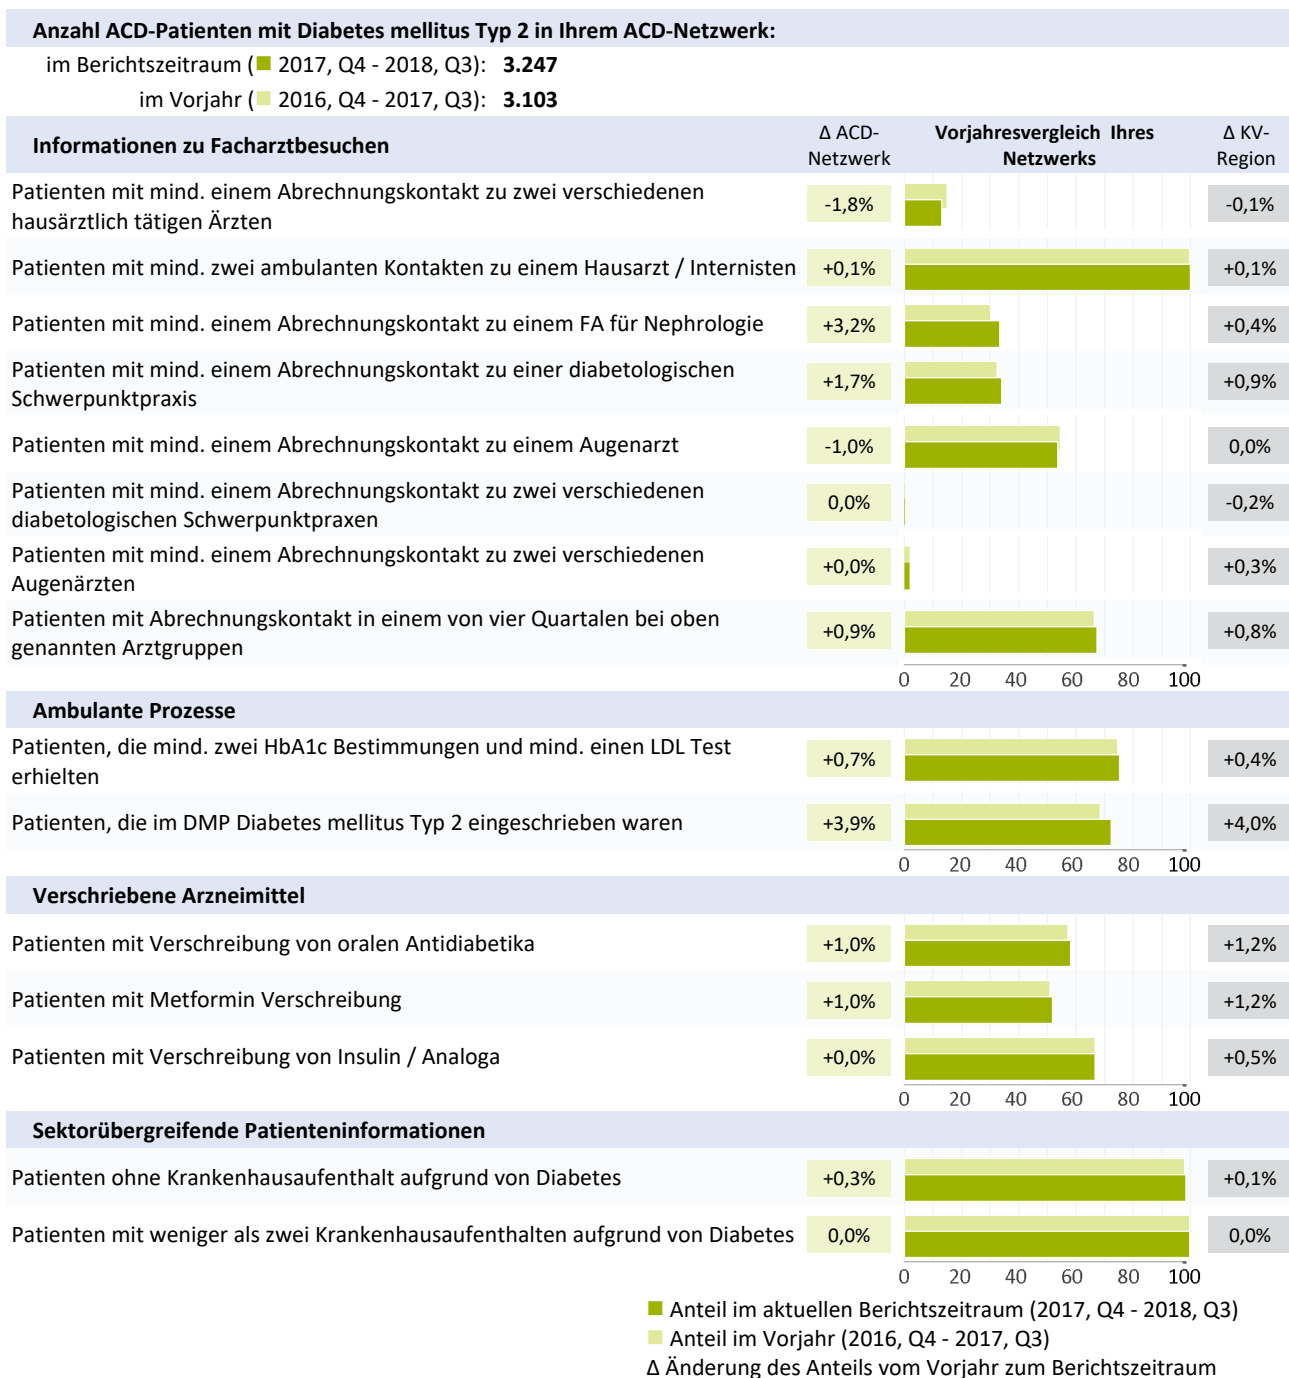 Anzahl ACD-Patienten mit Diabetes mellitus Typ 2 in Ihrem ACD-Netzwerk:
im Berichtszeitraum (■ 2017, Q4 - 2018, Q3): 3.247
im Vorjahr (■ 2016, Q4 - 2017, Q3): 3.103
Informationen zu Facharztbesuchen
Δ ACD-
Netzwerk
Vorjahresvergleich Ihres
Netzwerks
Δ KV-
Region
Patienten mit mind. einem Abrechnungskontakt zu zwei verschiedenen
hausärztlich tätigen Ärzten
-1,8%
-0,1%
Patienten mit mind. zwei ambulanten Kontakten zu einem Hausarzt / Internisten
+0,1%
+0,1%
Patienten mit mind. einem Abrechnungskontakt zu einem FA für Nephrologie
+3,2%
+0,4%
Patienten mit mind. einem Abrechnungskontakt zu einer diabetologischen
Schwerpunktpraxis
+1,7%
+0,9%
Patienten mit mind. einem Abrechnungskontakt zu einem Augenarzt
-1,0%
0,0%
Patienten mit mind. einem Abrechnungskontakt zu zwei verschiedenen
diabetologischen Schwerpunktpraxen
0,0%
-0,2%
Patienten mit mind. einem Abrechnungskontakt zu zwei verschiedenen
Augenärzten
+0,0%
+0,3%
Patienten mit Abrechnungskontakt in einem von vier Quartalen bei oben
genannten Arztgruppen
+0,9%
+0,8%
0 20 40 60 80 100
Ambulante Prozesse
Patienten, die mind. zwei HbA1c Bestimmungen und mind. einen LDL Test
erhielten
+0,7%
+0,4%
Patienten, die im DMP Diabetes mellitus Typ 2 eingeschrieben waren
+3,9%
+4,0%
0 20 40 60 80 100
Verschriebene Arzneimittel
Patienten mit Verschreibung von oralen Antidiabetika
+1,0%
+1,2%
Patienten mit Metformin Verschreibung
+1,0%
+1,2%
Patienten mit Verschreibung von Insulin / Analoga
+0,0%
+0,5%
0 20 40 60 80 100
Sektorübergreifende Patienteninformationen
Patienten ohne Krankenhausaufenthalt aufgrund von Diabetes
+0,3%
+0,1%
Patienten mit weniger als zwei Krankenhausaufenthalten aufgrund von Diabetes
0,0%
0,0%
0 20 40 60 80 100
■ Anteil im aktuellen Berichtszeitraum (2017, Q4 - 2018, Q3)
■ Anteil im Vorjahr (2016, Q4 - 2017, Q3)
Δ Änderung des Anteils vom Vorjahr zum Berichtszeitraum